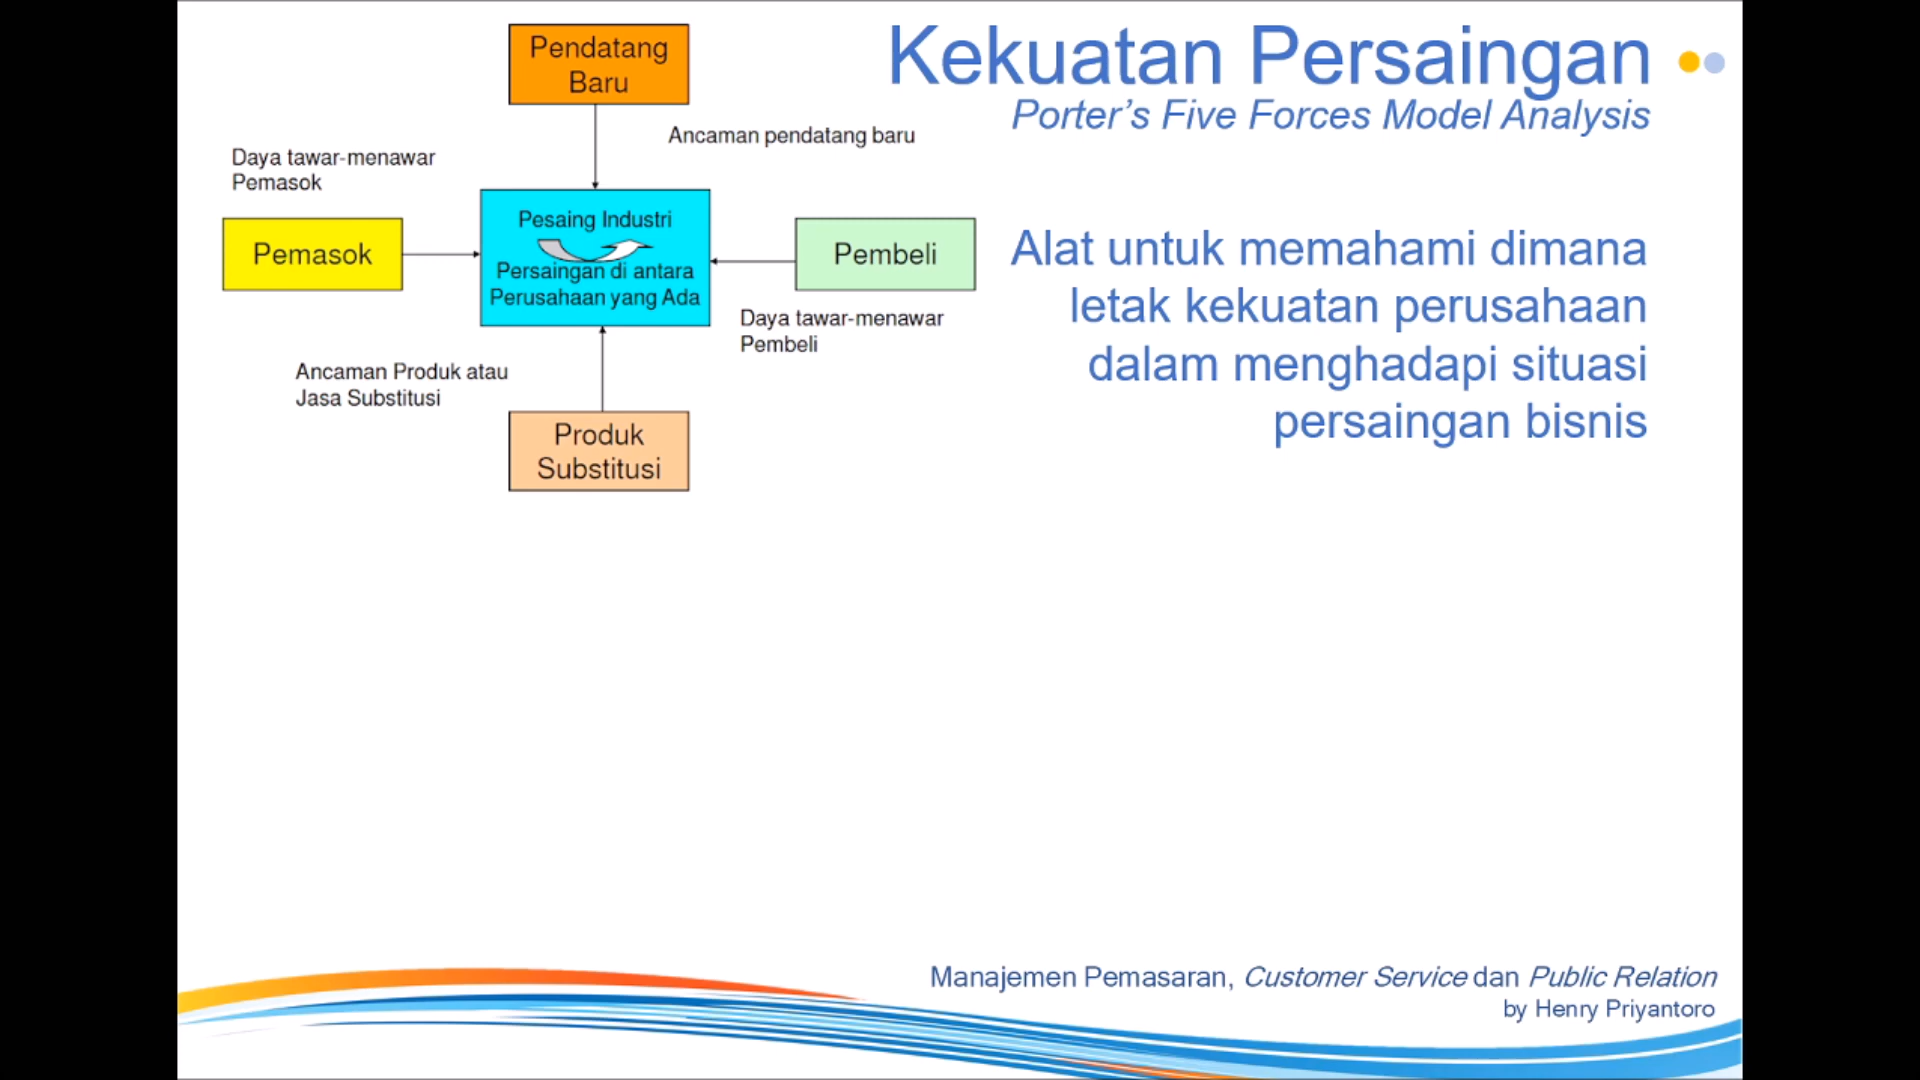 Kekuatan Persaingan
Porter's Five Forces Model Analysis
Pendatang
Baru
Ancaman pendatang baru
Daya tawar-menawar
Pemasok
Pemasok
Pesaing Industri
Persaingan di antara
Perusahaan yang Ada
Pembeli
Daya tawar-menawar
Pembeli
Ancaman Produk atau
Jasa Substitusi
Produk
Substitusi
Alat untuk memahami dimana
letak kekuatan perusahaan
dalam menghadapi situasi
persaingan bisnis
Manajemen Pemasaran, Customer Service dan Public Relation
by Henry Priyantoro